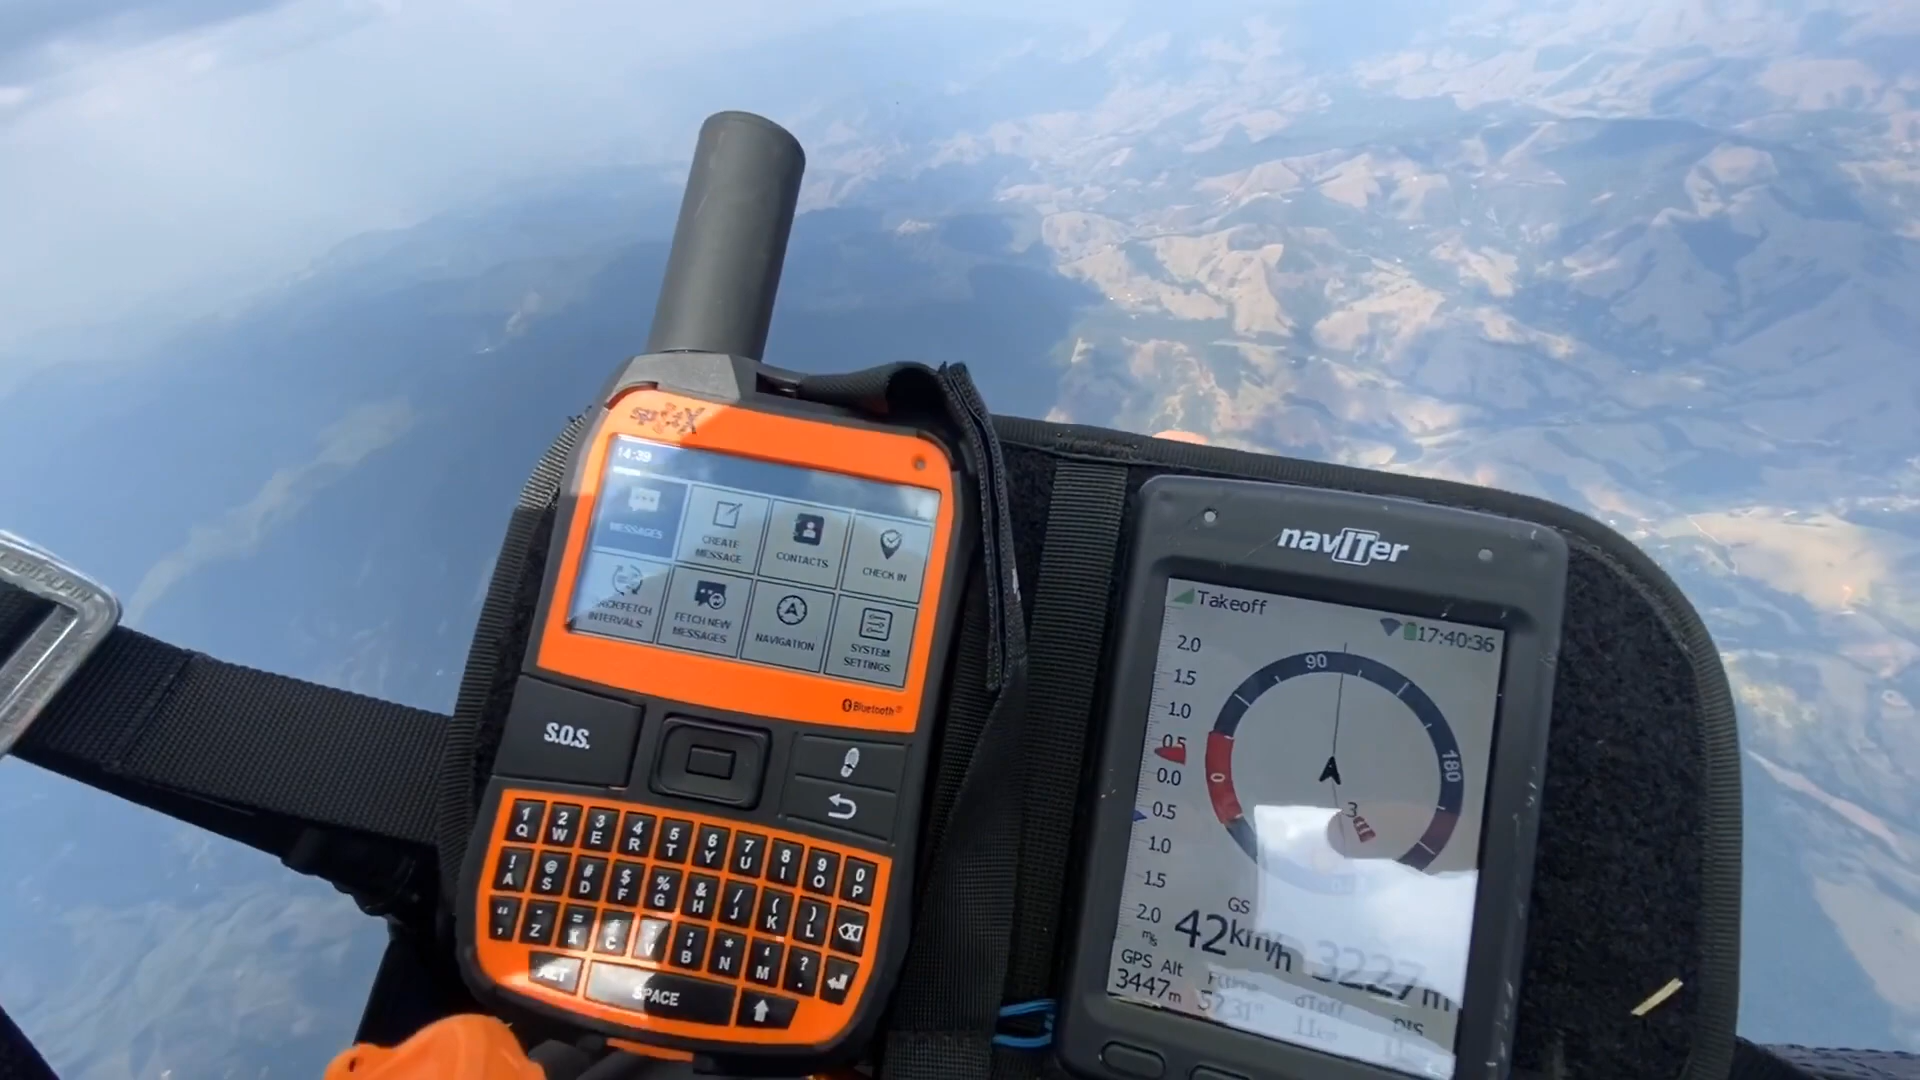 14:39
MESSAGES
CREATE
MESSAGE
CONTACTS
CHECK IN
INTERVALS
FETCH NEW
MESSAGES
NAVIGATION
SYSTEM
SETTINGS
Bluetooth®
S.O.S.
1 2 3 4 5 6 7 8 9 0
Q W E R T Y U I O P
! @ # $ % & / ( )
A S D F G H J K L
" - = ; * ' ?
, Z X C V B N M .
ALT SPACE
navITer
Takeoff
17:40:36
2.0
1.5
1.0
0.5
0.0
0.5
1.0
1.5
2.0
m/s
90
180
0
3
GS
42km/h
3227m
GPS Alt
3447m